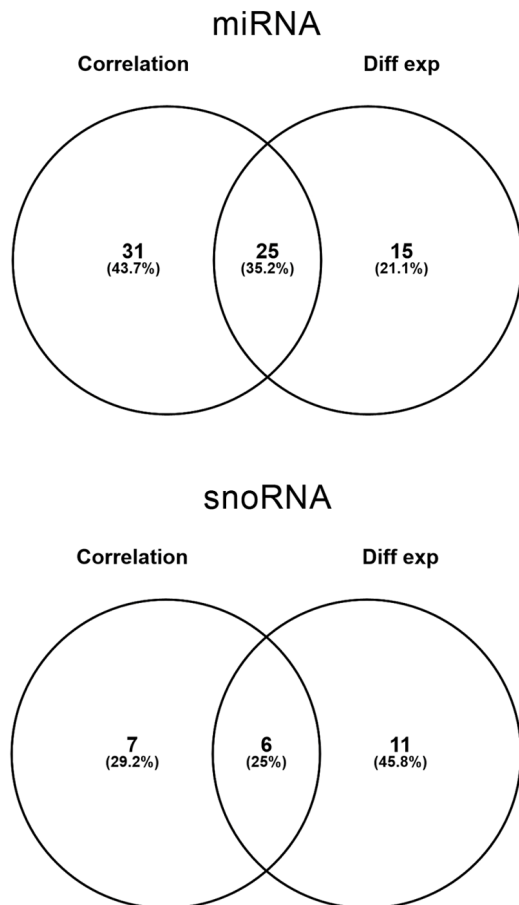 miRNA
Correlation Diff exp
31 25 15
(43.7%) (35.2%) (21.1%)
snoRNA
Correlation Diff exp
7 6 11
(29.2%) (25%) (45.8%)